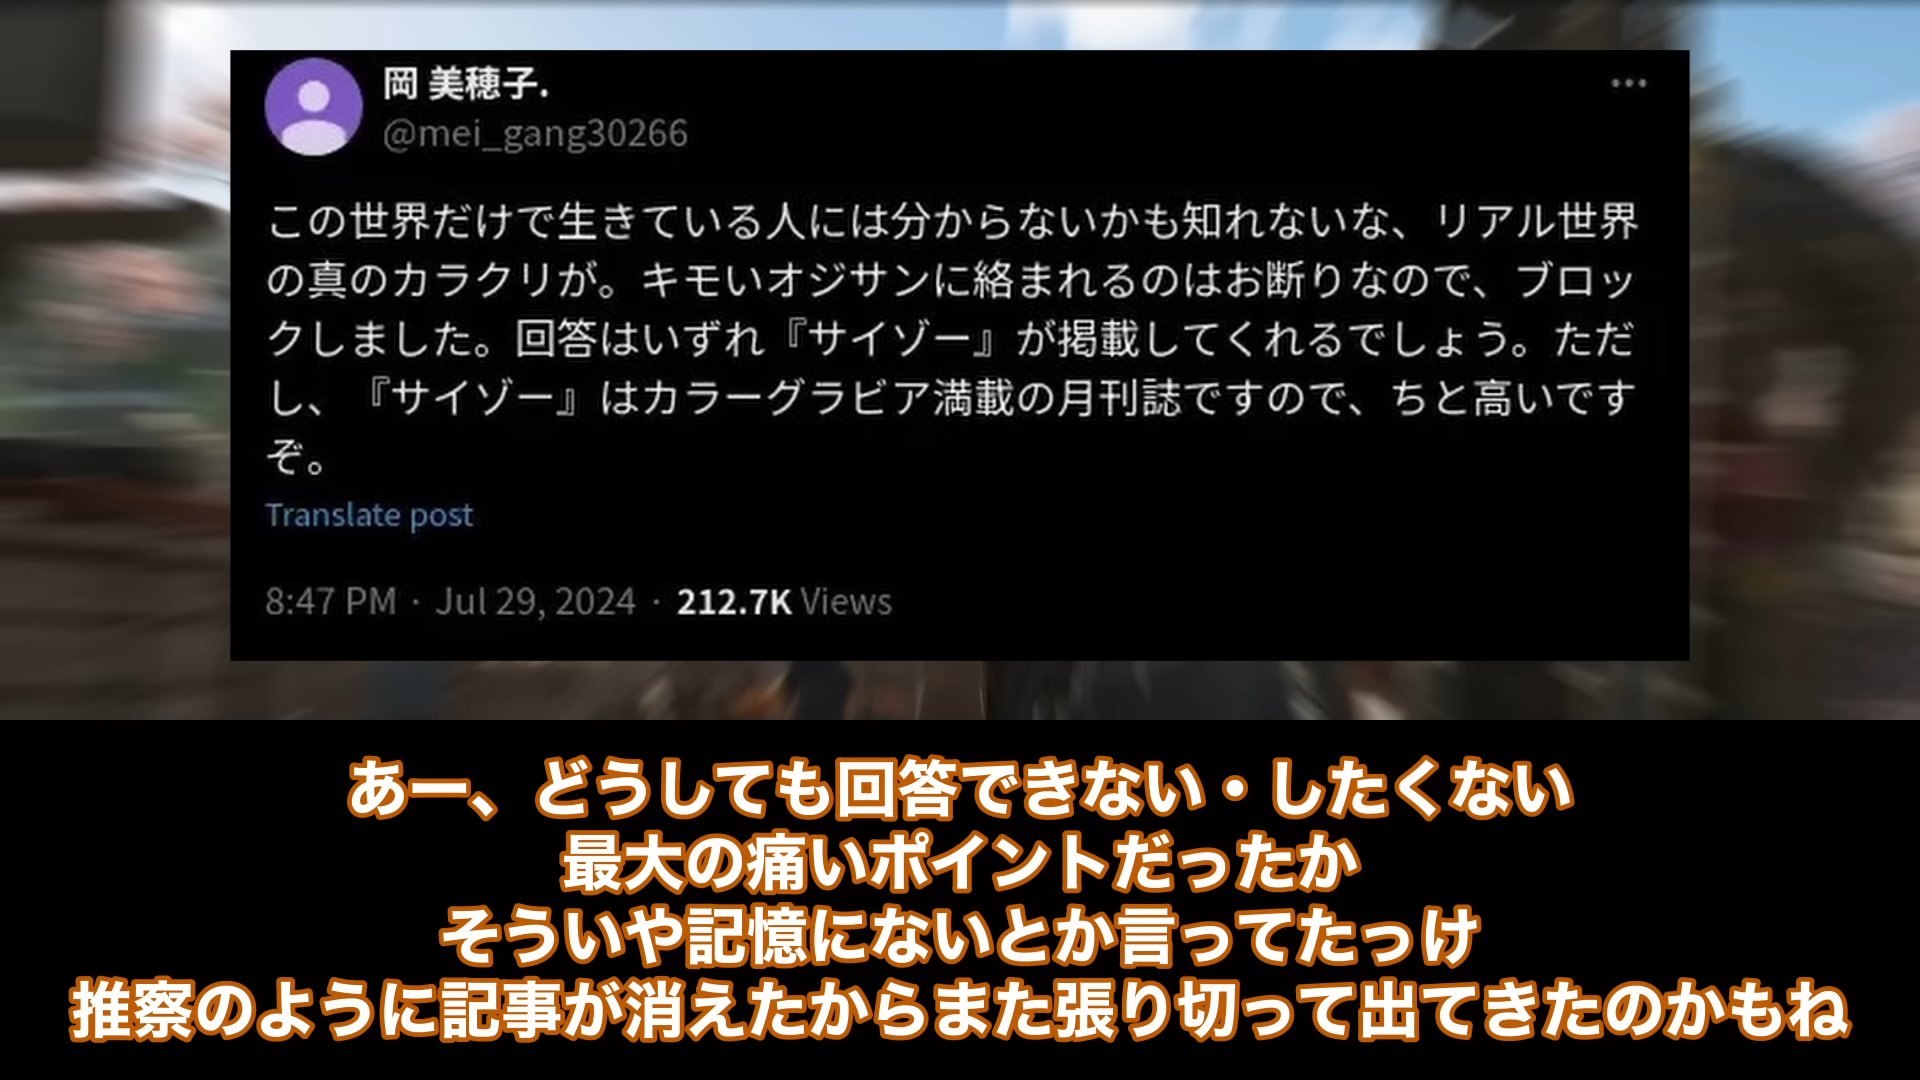 岡 美穂子.
@mei_gang30266
この世界だけで生きている人には分からないかも知れないな、リアル世界
の真のカラクリが。キモいオジサンに絡まれるのはお断りなので、ブロッ
クしました。回答はいずれ『サイゾー』が掲載してくれるでしょう。ただ
し、『サイゾー』はカラーグラビア満載の月刊誌ですので、ちと高いです
ぞ。
Translate post
8:47 PM · Jul 29, 2024 · 212.7K Views
あー、どうしても回答できない・したくない
最大の痛いポイントだったか
そういや記憶にないとか言ってたっけ
推察のように記事が消えたからまた張り切って出てきたのかもね